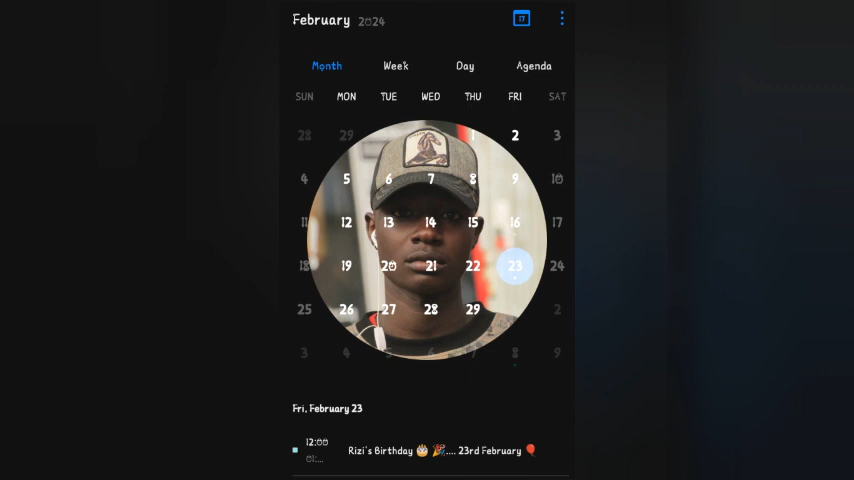 February 2024
17
Month Week Day Agenda
SUN MON TUE WED THU FRI SAT
28 29 1 2 3
4 5 6 7 8 9 10
11 12 13 14 15 16 17
18 19 20 21 22 23 24
25 26 27 28 29 2
3 4 5 6 7 8 9
Fri, February 23
12:00
01:...
Rizi's Birthday 🎂 🎉.... 23rd February 🎈